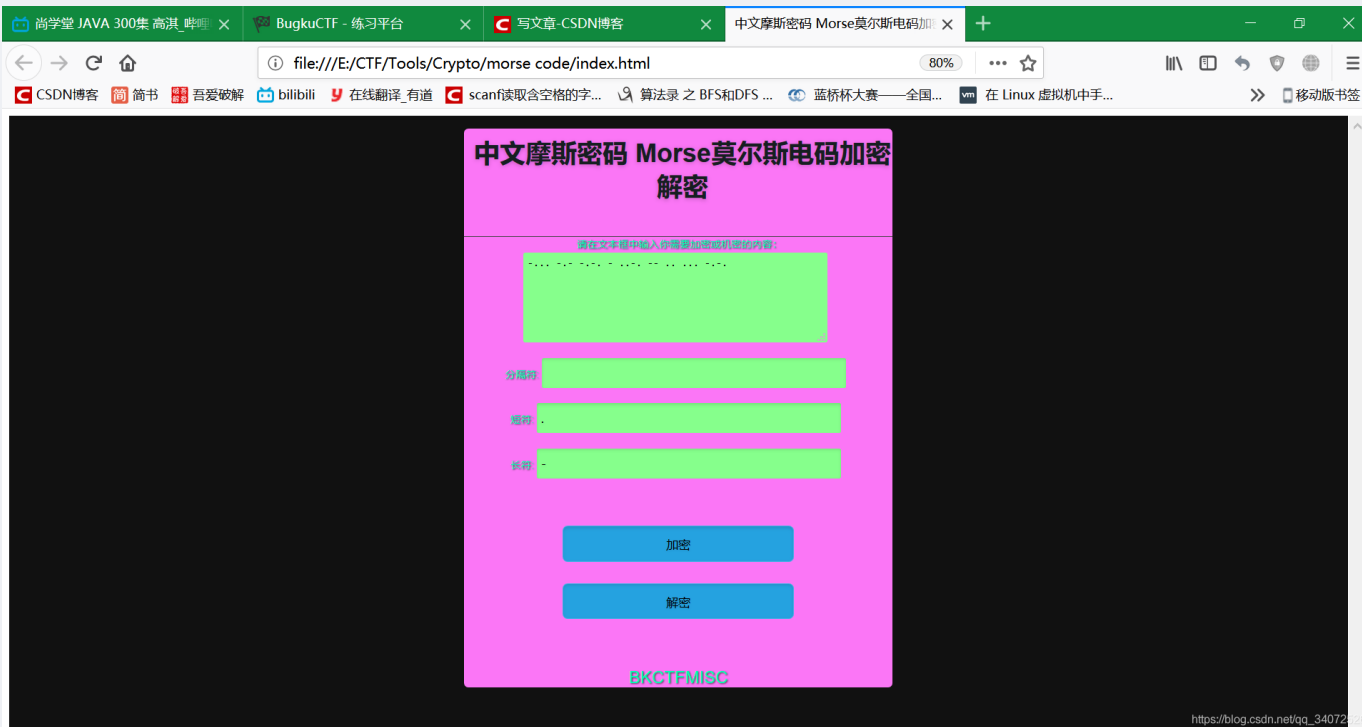 尚学堂 JAVA 300集 高淇_哔哩
BugkuCTF - 练习平台
写文章-CSDN博客
中文摩斯密码 Morse莫尔斯电码加
file:///E:/CTF/Tools/Crypto/morse code/index.html
80%
CSDN博客
简 简书
吾爱破解 吾爱破解
bilibili
在线翻译_有道
scanf读取含空格的字...
算法录 之 BFS和DFS ...
蓝桥杯大赛——全国...
vm 在 Linux 虚拟机中手...
移动版书签
中文摩斯密码 Morse莫尔斯电码加密
解密
请在文本框中输入你需要加密或机密的内容:
-... -.- -.-. - ..-. -- .. ... -.-.
分隔符:
短符: .
长符: -
加密
解密
BKCTFMISC